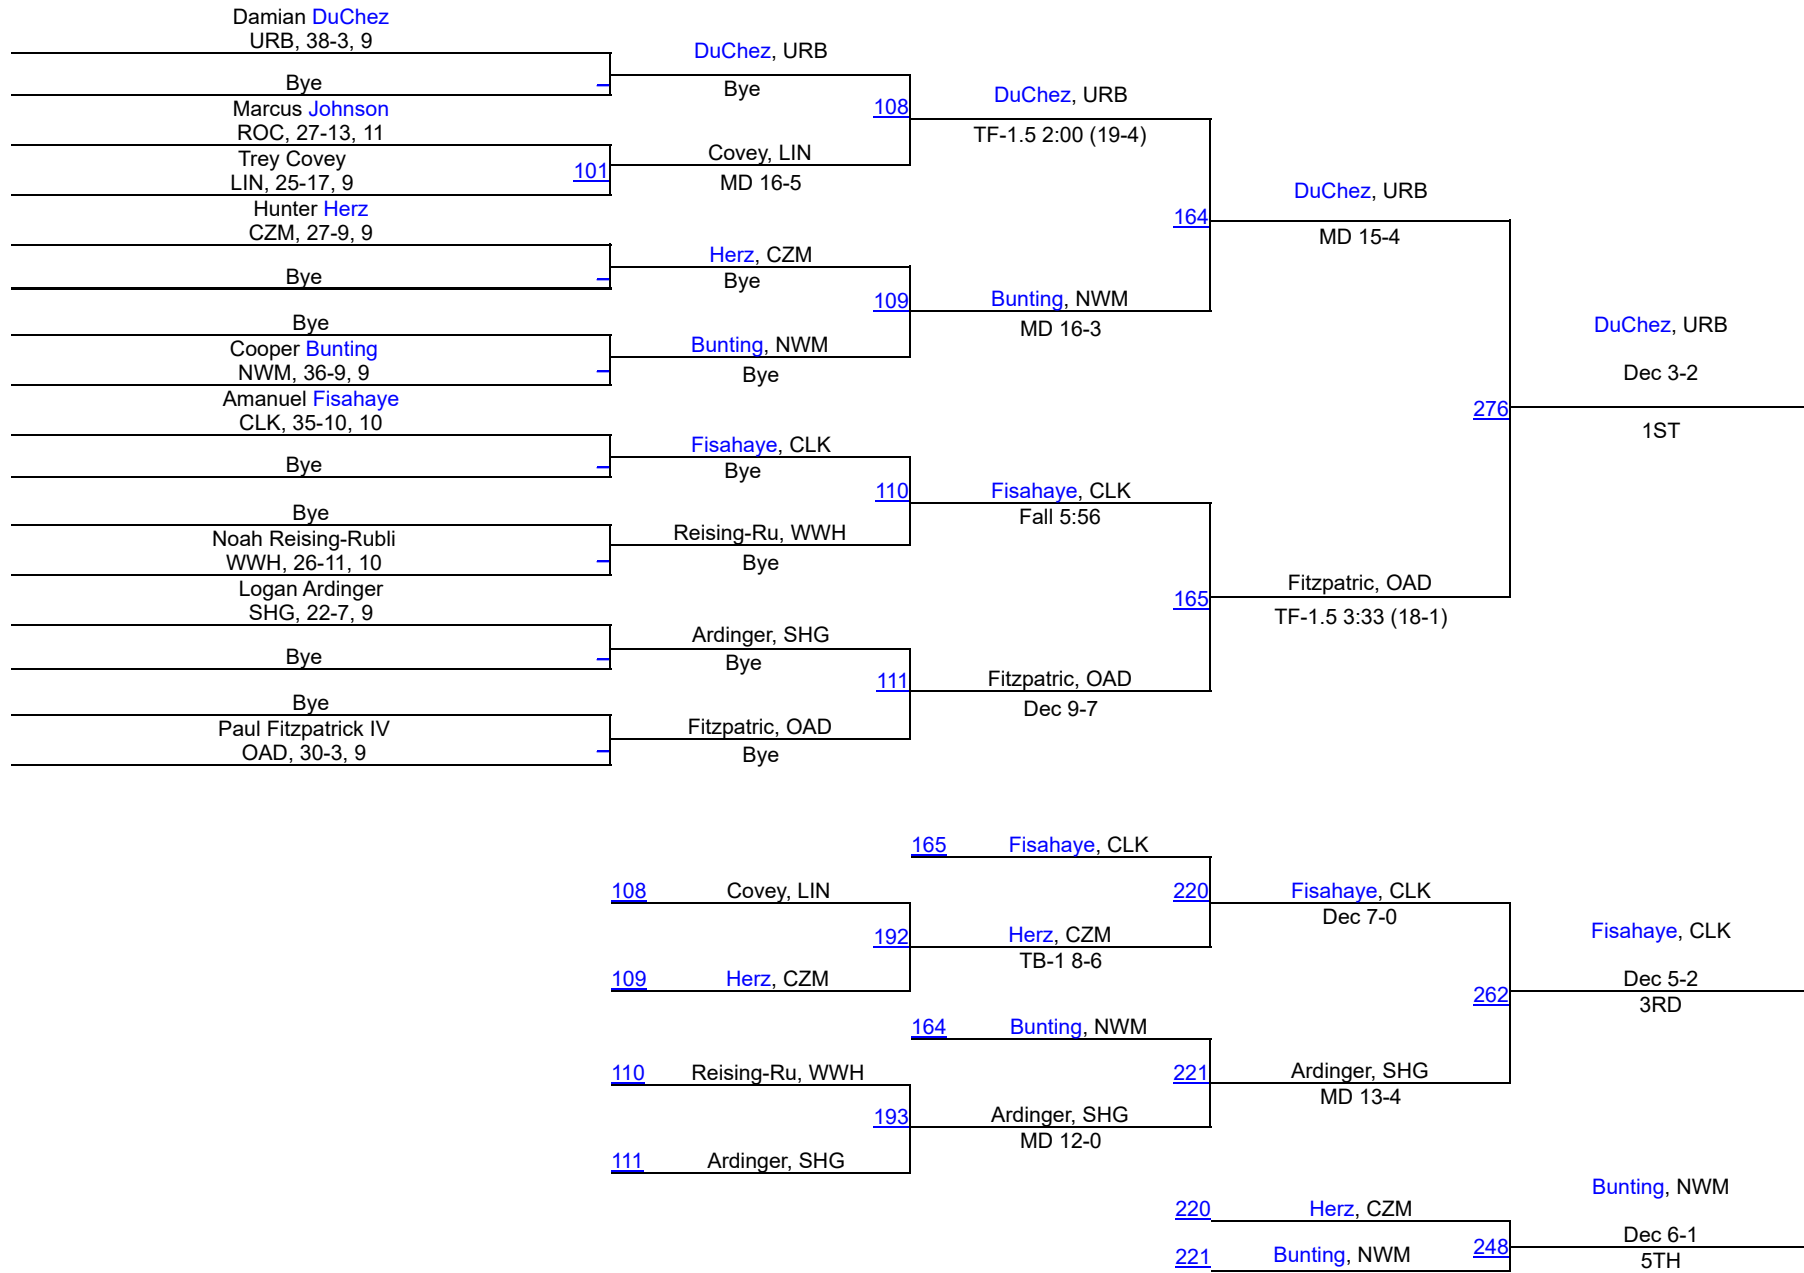 Damian DuChez
URB, 38-3, 9
Bye
Marcus Johnson
ROC, 27-13, 11
Trey Covey
LIN, 25-17, 9
101
Hunter Herz
CZM, 27-9, 9
Bye
Bye
Cooper Bunting
NWM, 36-9, 9
Amanuel Fisahaye
CLK, 35-10, 10
Bye
Bye
Noah Reising-Rubli
WWH, 26-11, 10
Logan Ardinger
SHG, 22-7, 9
Bye
Bye
Paul Fitzpatrick IV
OAD, 30-3, 9
DuChez, URB
Bye
108
Covey, LIN
MD 16-5
Herz, CZM
Bye
109
Bunting, NWM
Bye
Fisahaye, CLK
Bye
110
Reising-Ru, WWH
Bye
Ardinger, SHG
Bye
111
Fitzpatric, OAD
Bye
DuChez, URB
TF-1.5 2:00 (19-4)
164
Bunting, NWM
MD 16-3
Fisahaye, CLK
Fall 5:56
165
Fitzpatric, OAD
Dec 9-7
DuChez, URB
MD 15-4
276
Fitzpatric, OAD
TF-1.5 3:33 (18-1)
DuChez, URB
Dec 3-2
1ST
165 Fisahaye, CLK
108 Covey, LIN
220
Fisahaye, CLK
Dec 7-0
192
Herz, CZM
TB-1 8-6
109 Herz, CZM
Fisahaye, CLK
Dec 5-2
262
3RD
164 Bunting, NWM
110 Reising-Ru, WWH
221
Ardinger, SHG
MD 13-4
193
Ardinger, SHG
MD 12-0
111 Ardinger, SHG
Bunting, NWM
220 Herz, CZM
Dec 6-1
248
221 Bunting, NWM
5TH